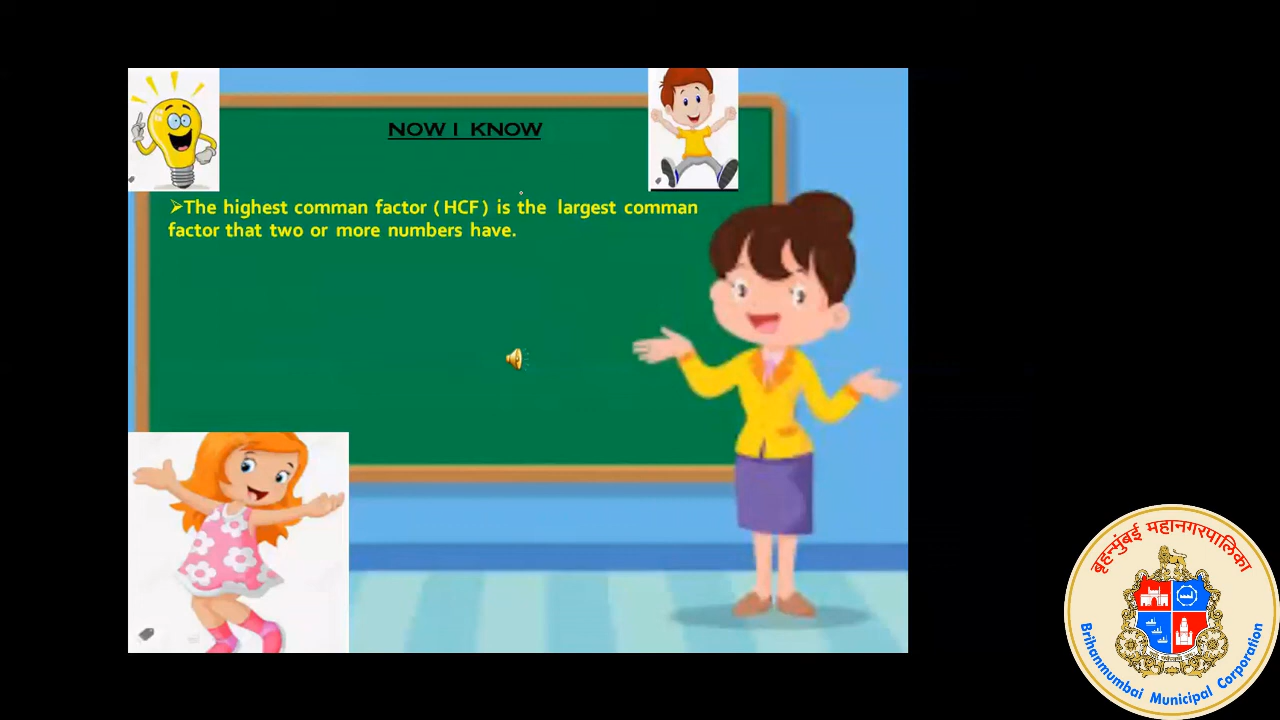 NOW I KNOW
➢The highest comman factor (HCF) is the largest comman
factor that two or more numbers have.
बृहन्मुंबई महानगरपालिका
Brihanmumbai Municipal Corporation